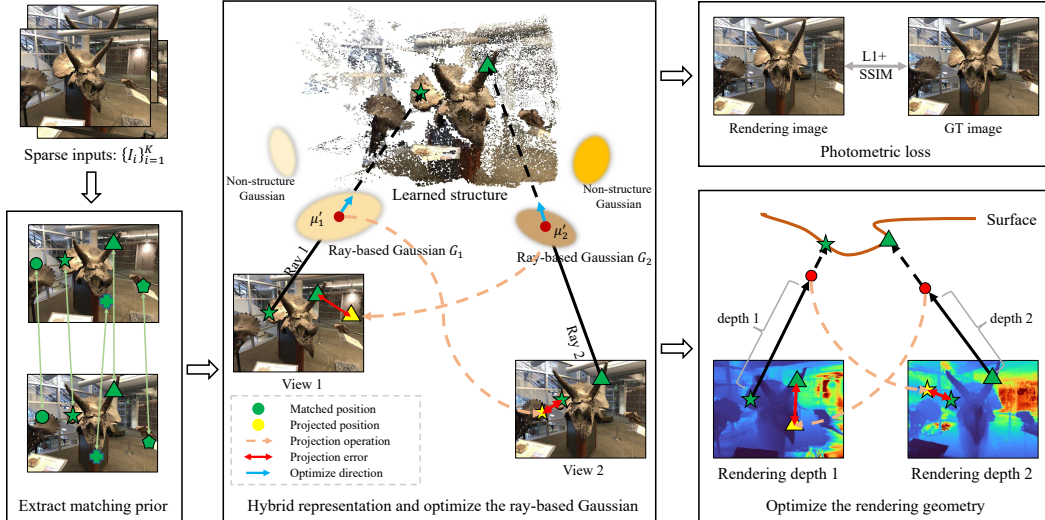 Sparse inputs: {I_i}_{i=1}^K
Extract matching prior
Non-structure
Gaussian
Learned structure
Non-structure
Gaussian
μ′_1
μ′_2
Ray-based Gaussian G_1
Ray-based Gaussian G_2
Ray 1
Ray 2
View 1
View 2
Matched position
Projected position
Projection operation
Projection error
Optimize direction
Hybrid representation and optimize the ray-based Gaussian
L1+
SSIM
Rendering image
GT image
Photometric loss
Surface
depth 1
depth 2
Rendering depth 1
Rendering depth 2
Optimize the rendering geometry